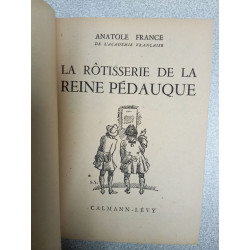 ANATOLE FRANCE
DE L'ACADÉMIE FRANÇAISE
LA RÔTISSERIE DE LA
REINE PÉDAUQUE
CALMANN-LÉVY